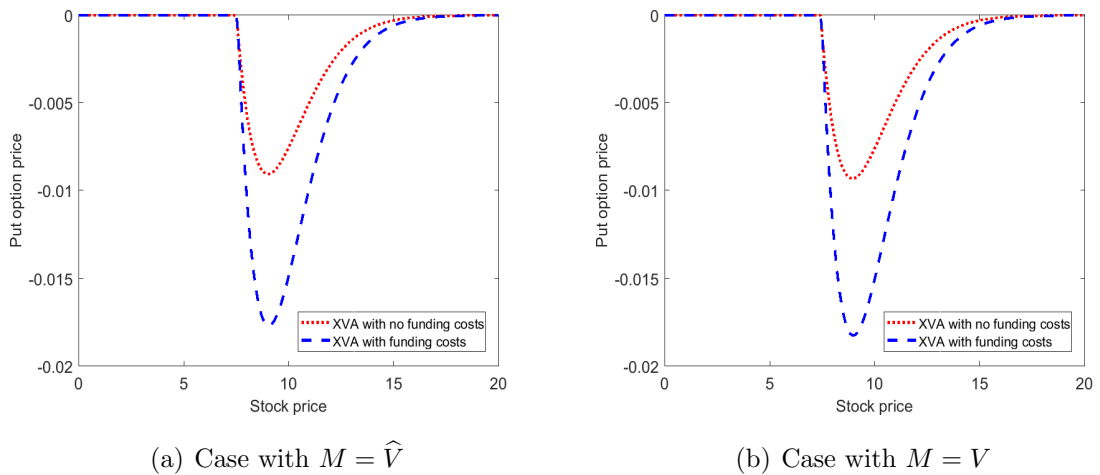 0
-0.005
-0.01
-0.015
-0.02
Put option price
0 5 10 15 20
Stock price
XVA with no funding costs
XVA with funding costs
(a) Case with M = V̂
0
-0.005
-0.01
-0.015
-0.02
Put option price
0 5 10 15 20
Stock price
XVA with no funding costs
XVA with funding costs
(b) Case with M = V